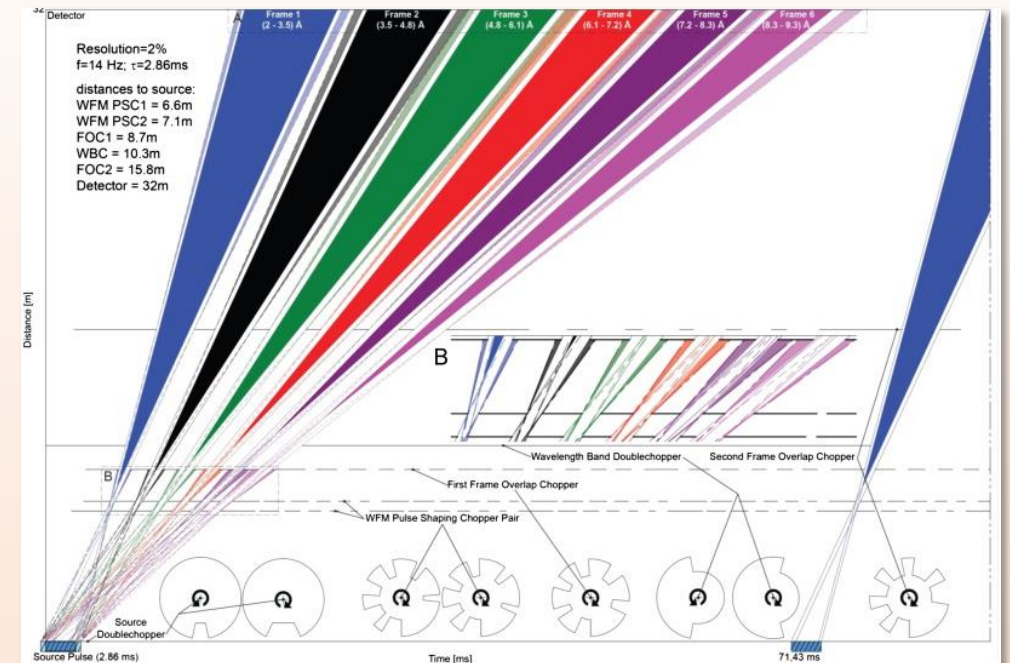 Detector
A
Frame 1
(2 - 3.5) Å
Frame 2
(3.5 - 4.8) Å
Frame 3
(4.8 - 6.1) Å
Frame 4
(6.1 - 7.2) Å
Frame 5
(7.2 - 8.3) Å
Frame 6
(8.3 - 9.3) Å
Resolution=2%
f=14 Hz; τ=2.86ms
distances to source:
WFM PSC1 = 6.6m
WFM PSC2 = 7.1m
FOC1 = 8.7m
WBC = 10.3m
FOC2 = 15.8m
Detector = 32m
Distance [m]
B
B
Wavelength Band Doublechopper
Second Frame Overlap Chopper
First Frame Overlap Chopper
WFM Pulse Shaping Chopper Pair
Source
Doublechopper
Source Pulse (2.86 ms)
Time [ms]
71,43 ms